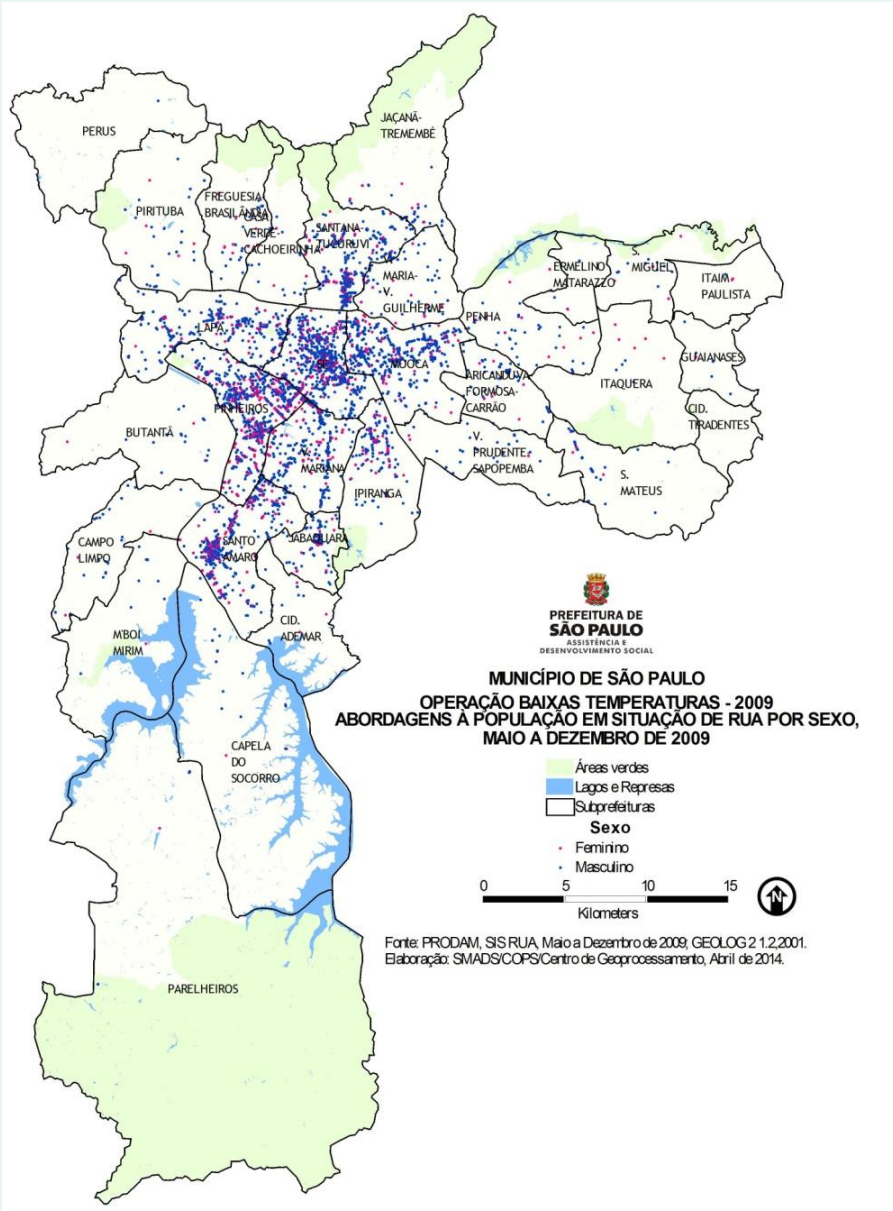 PERUS
JAÇANÃ-
TREMEMBÉ
PIRITUBA
FREGUESIA
BRASILÂNDIA
CASA
VERDE-
CACHOEIRINHA
SANTANA-
TUCURUVI
MARIA-
V.
GUILHERME
ERMELINO
MATARAZZO
S.
MIGUEL
ITAIM
PAULISTA
PENHA
LAPA
SÉ
MOOCA
ARICANDUVA-
FORMOSA-
CARRÃO
ITAQUERA
GUAIANASES
CID.
TIRADENTES
PINHEIROS
BUTANTÃ
V.
MARIANA
V.
PRUDENTE-
SAPOPEMBA
IPIRANGA
S.
MATEUS
CAMPO
LIMPO
SANTO
AMARO
JABAQUARA
CID.
ADEMAR
M'BOI
MIRIM
CAPELA
DO
SOCORRO
PARELHEIROS
PREFEITURA DE
SÃO PAULO
ASSISTÊNCIA E
DESENVOLVIMENTO SOCIAL
MUNICÍPIO DE SÃO PAULO
OPERAÇÃO BAIXAS TEMPERATURAS - 2009
ABORDAGENS À POPULAÇÃO EM SITUAÇÃO DE RUA POR SEXO,
MAIO A DEZEMBRO DE 2009
Áreas verdes
Lagos e Represas
Subprefeituras
Sexo
Feminino
Masculino
0 5 10 15
Kilometers
N
Fonte: PRODAM, SIS RUA, Maio a Dezembro de 2009; GEOLOG 2 1.2,2001.
Elaboração: SMADS/COPS/Centro de Geoprocessamento, Abril de 2014.